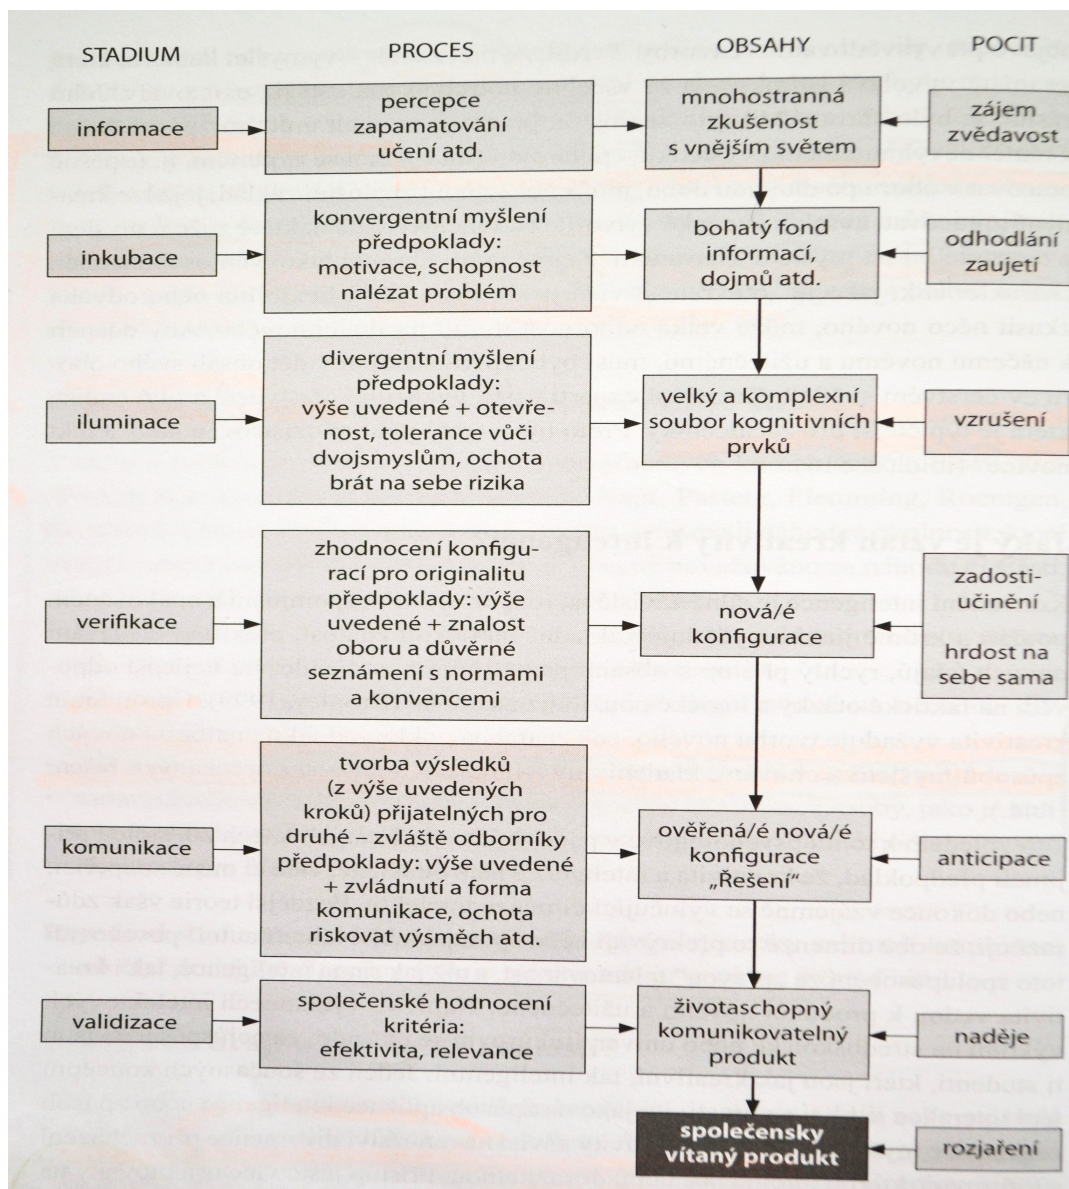 STADIUM
PROCES
OBSAHY
POCIT
informace
percepce
zapamatování
učení atd.
mnohostranná
zkušenost
s vnějším světem
zájem
zvědavost
inkubace
konvergentní myšlení
předpoklady:
motivace, schopnost
nalézat problém
bohatý fond
informací,
dojmů atd.
odhodlání
zaujetí
iluminace
divergentní myšlení
předpoklady:
výše uvedené + otevře-
nost, tolerance vůči
dvojsmyslům, ochota
brát na sebe rizika
velký a komplexní
soubor kognitivních
prvků
vzrušení
verifikace
zhodnocení konfigu-
rací pro originalitu
předpoklady: výše
uvedené + znalost
oboru a důvěrné
seznámení s normami
a konvencemi
nová/é
konfigurace
zadosti-
učinění
hrdost na
sebe sama
komunikace
tvorba výsledků
(z výše uvedených
kroků) přijatelných pro
druhé – zvláště odborníky
předpoklady: výše uvedené
+ zvládnutí a forma
komunikace, ochota
riskovat výsměch atd.
ověřená/é nová/é
konfigurace
„Řešení“
anticipace
validizace
společenské hodnocení
kritéria:
efektivita, relevance
životaschopný
komunikovatelný
produkt
naděje
společensky
vítaný produkt
rozjaření